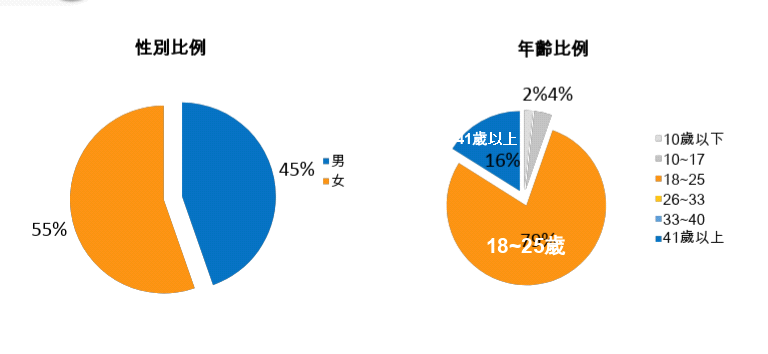 性別比例
45%
55%
男
女
年齡比例
2%
4%
41歲以上
16%
18~25歲
10歲以下
10~17
18~25
26~33
33~40
41歲以上